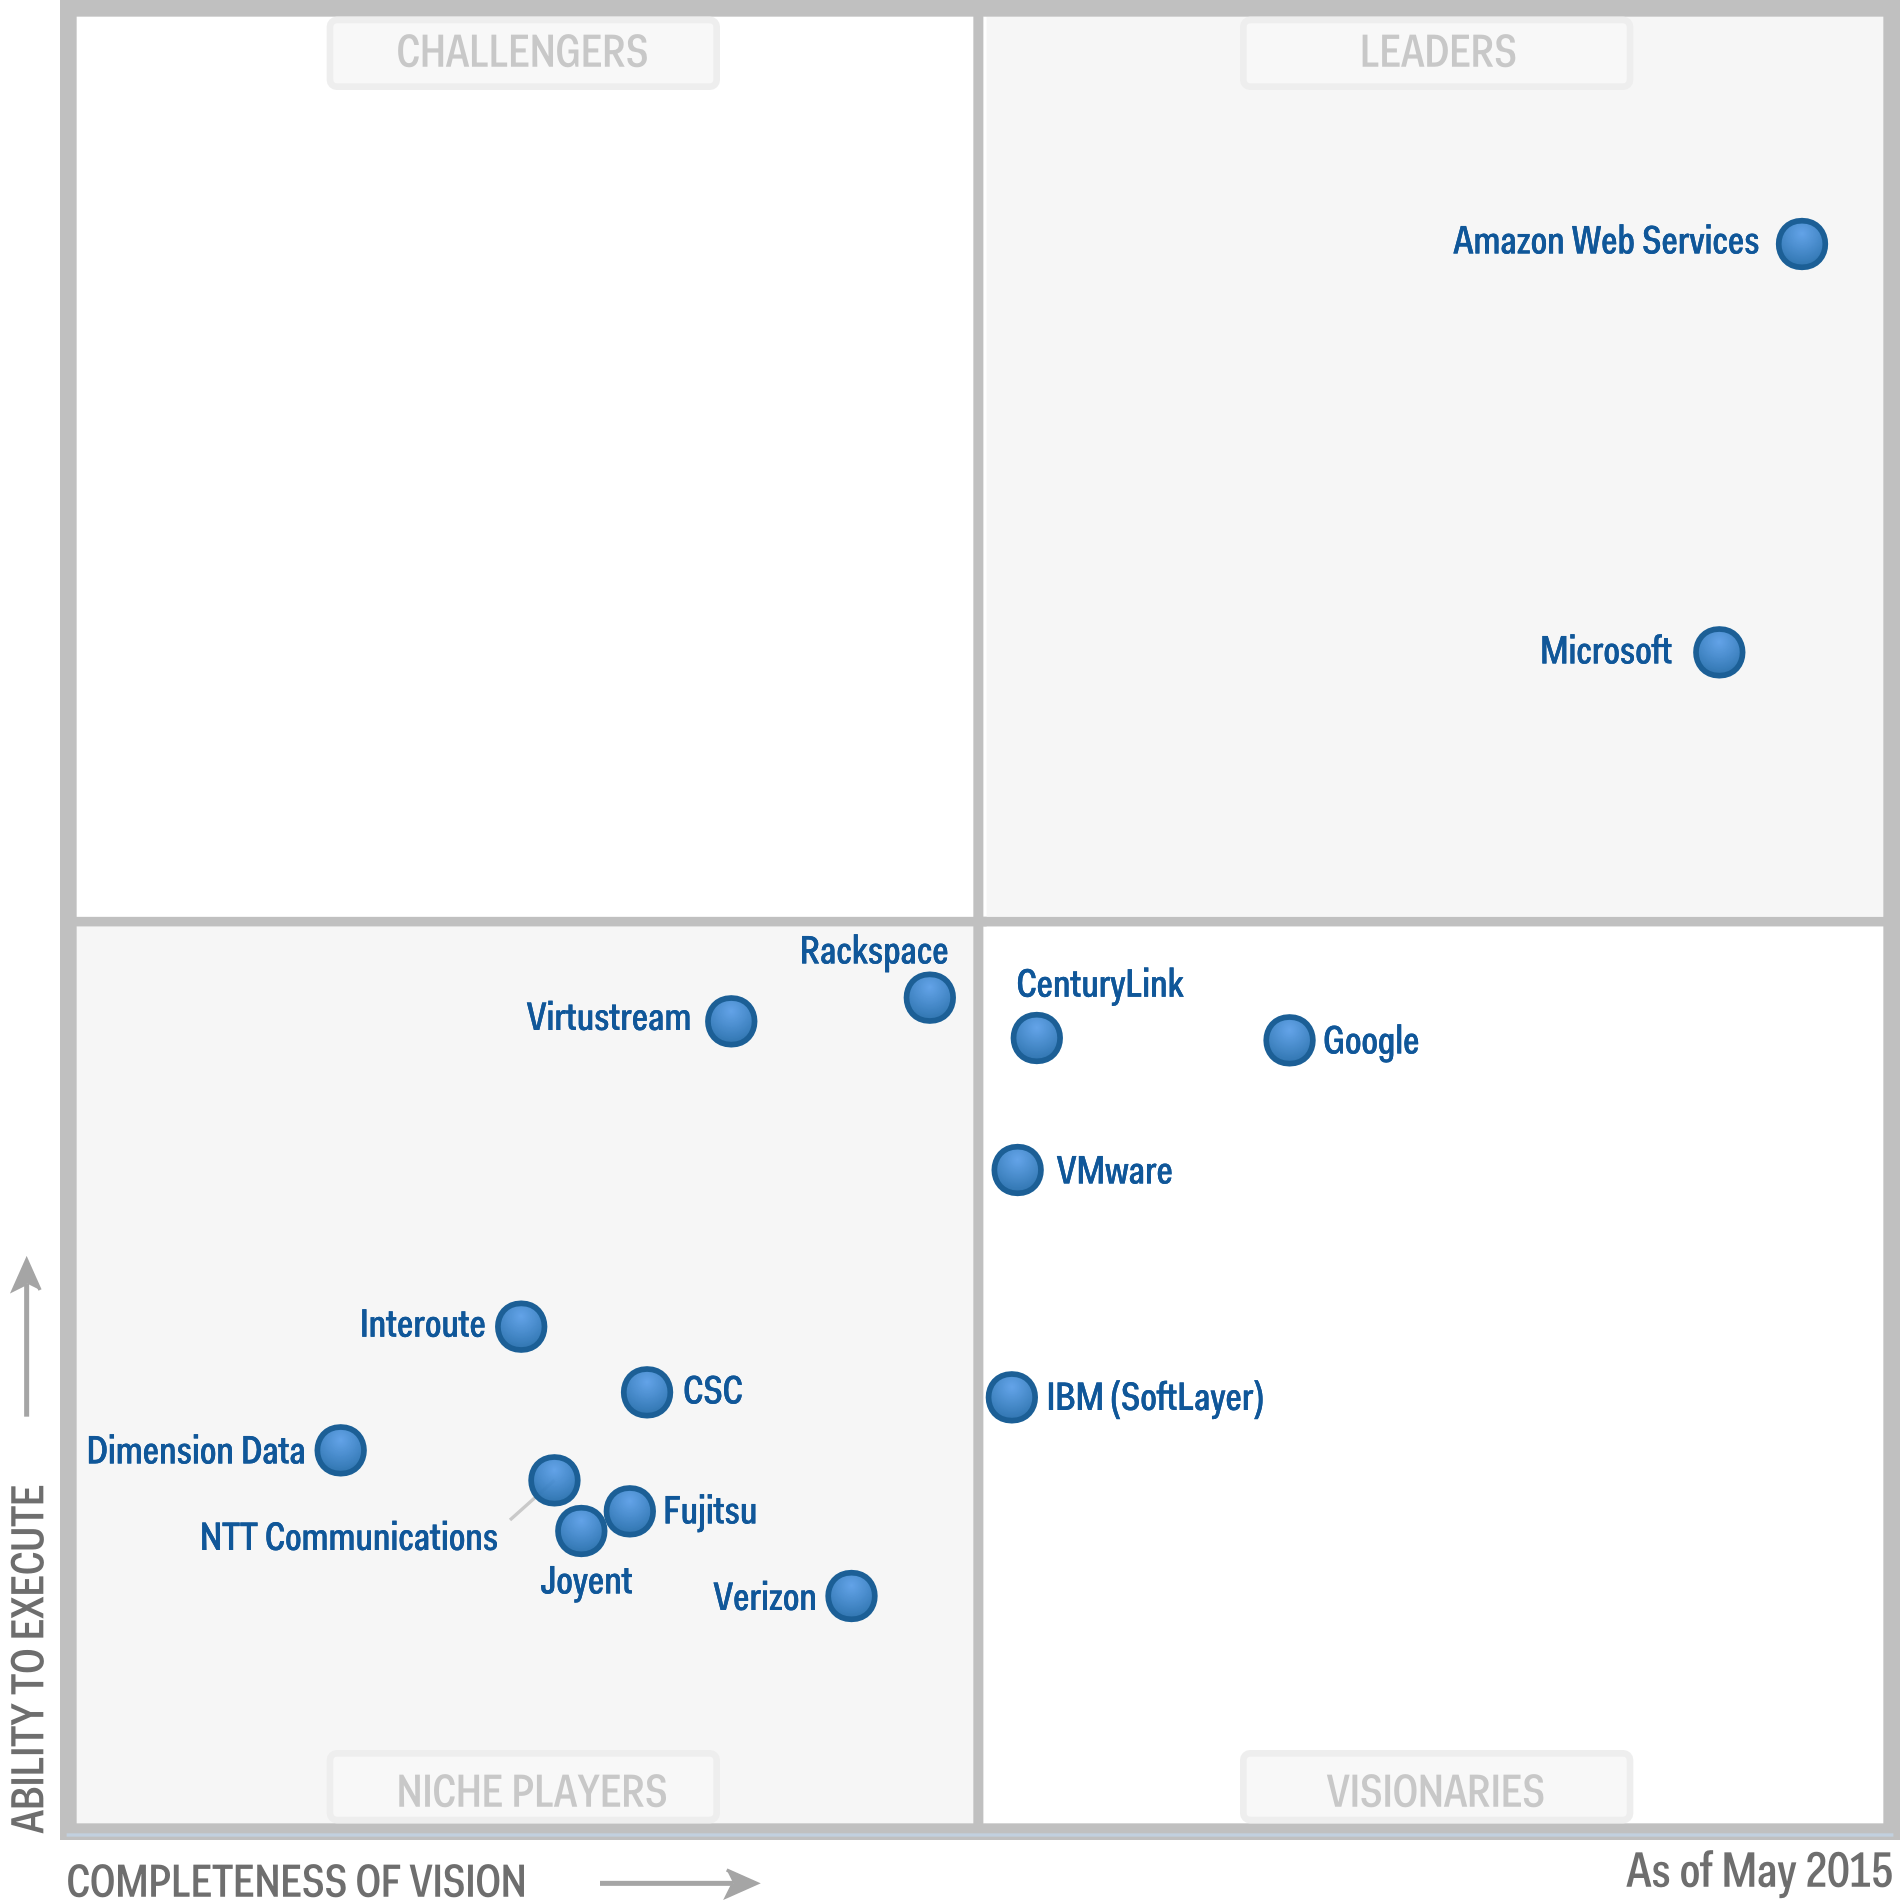 CHALLENGERS
LEADERS
Amazon Web Services
Microsoft
Rackspace
Virtustream
CenturyLink
Google
VMware
Interoute
CSC
IBM (SoftLayer)
Dimension Data
NTT Communications
Fujitsu
Joyent
Verizon
NICHE PLAYERS
VISIONARIES
ABILITY TO EXECUTE
COMPLETENESS OF VISION
As of May 2015